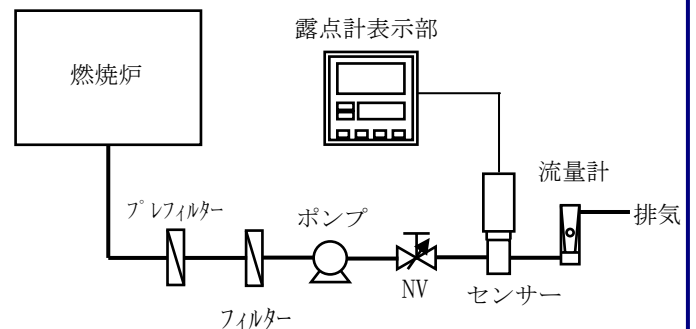 露点計表示部
燃焼炉
流量計
プレフィルター
ポンプ
排気
NV
センサー
フィルター